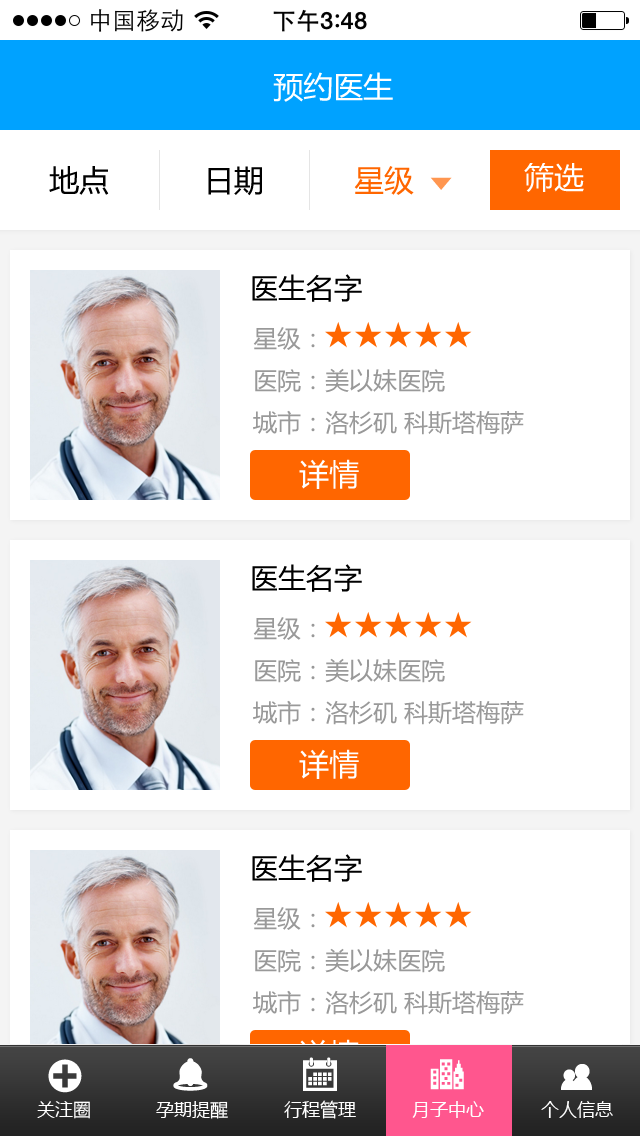 中国移动 下午3:48
预约医生
地点 日期 星级 筛选
医生名字
星级：★★★★★
医院：美以妹医院
城市：洛杉矶 科斯塔梅萨
详情
医生名字
星级：★★★★★
医院：美以妹医院
城市：洛杉矶 科斯塔梅萨
详情
医生名字
星级：★★★★★
医院：美以妹医院
城市：洛杉矶 科斯塔梅萨
详情
关注圈 孕期提醒 行程管理 月子中心 个人信息